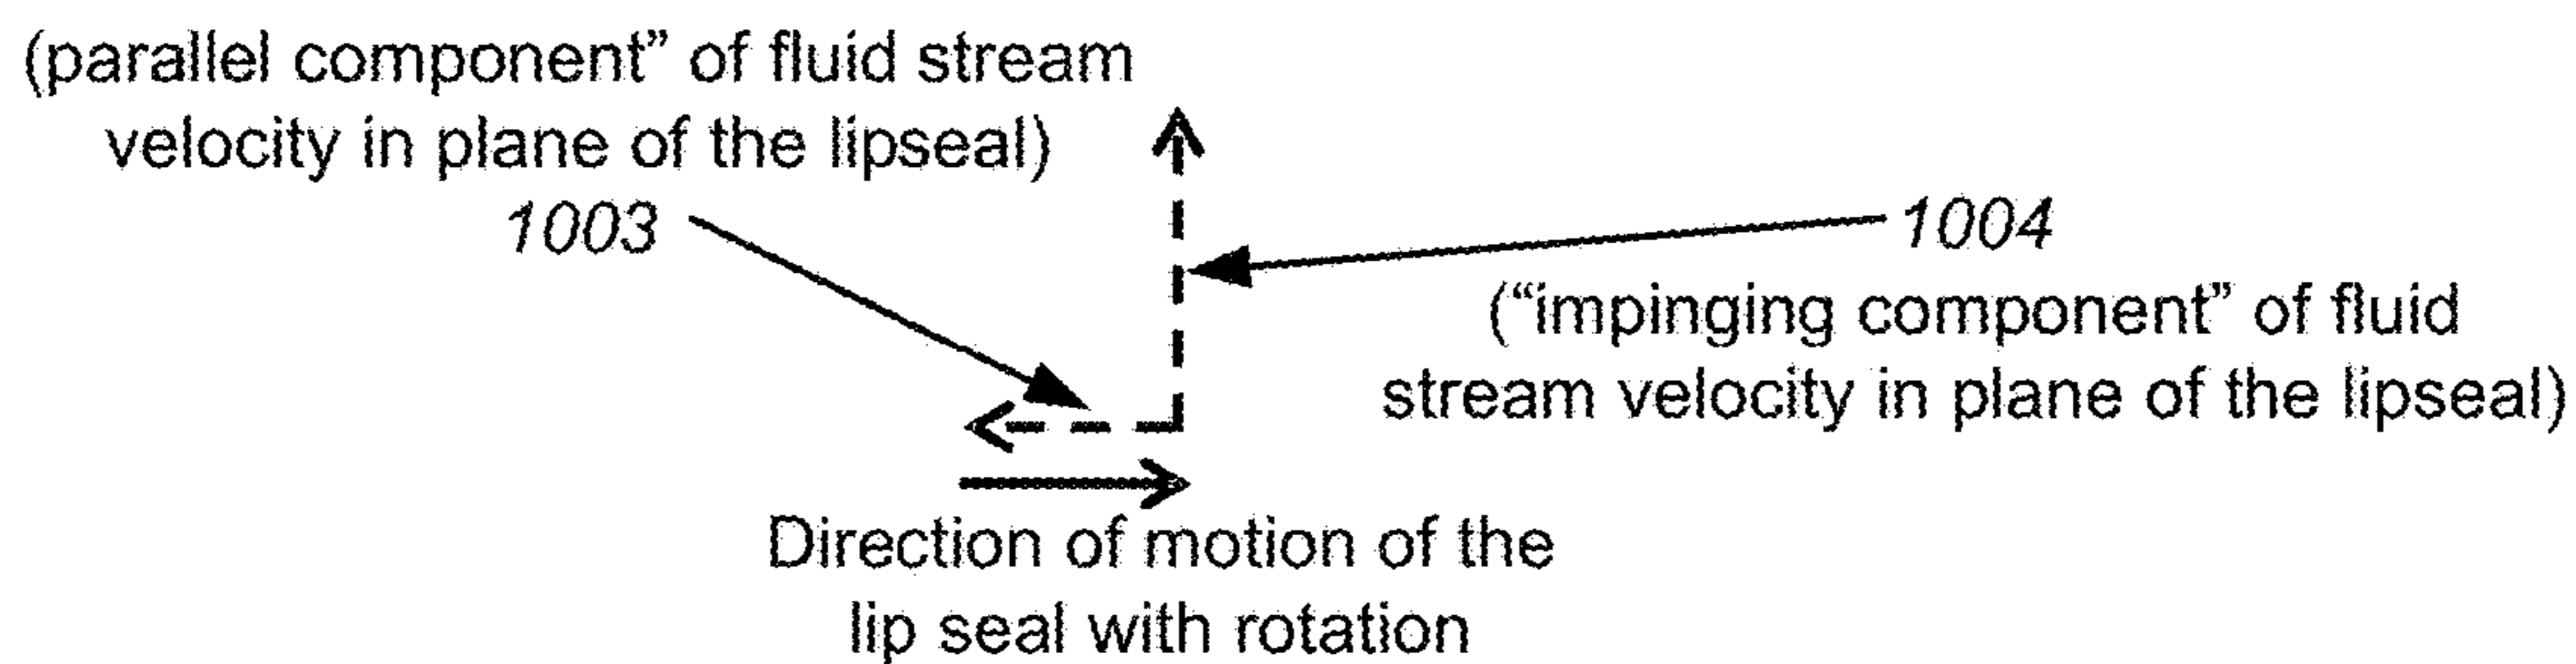 (parallel component” of fluid stream
velocity in plane of the lipseal)
1003
1004
(“impinging component” of fluid
stream velocity in plane of the lipseal)
Direction of motion of the
lip seal with rotation